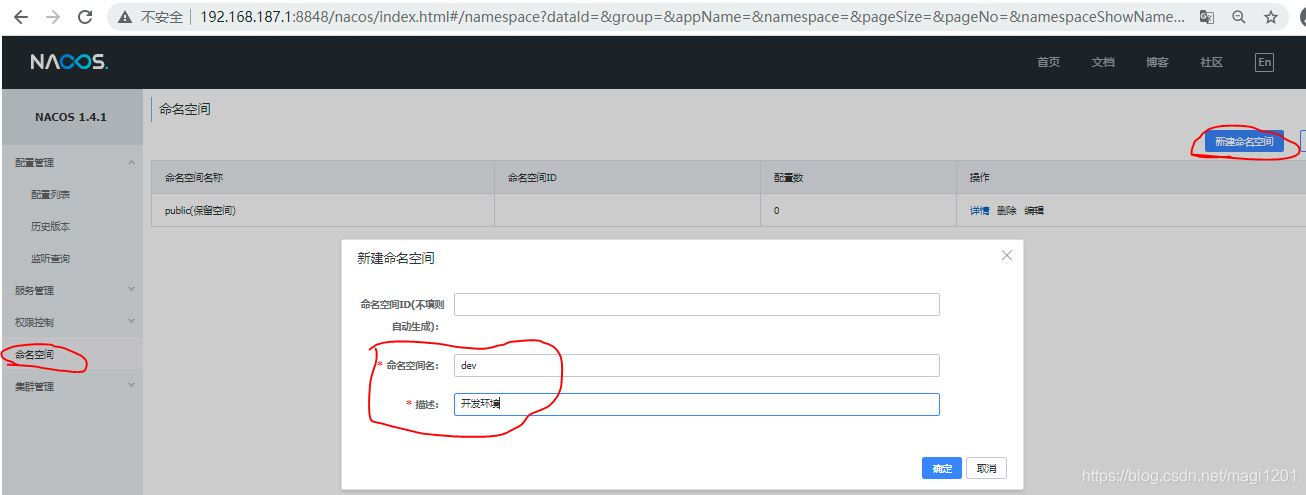 不安全 192.168.187.1:8848/nacos/index.html#/namespace?dataId=&group=&appName=&namespace=&pageSize=&pageNo=&namespaceShowName...
NACOS.
首页 文档 博客 社区 En
NACOS 1.4.1
命名空间
新建命名空间
配置管理
命名空间名称 命名空间ID 配置数 操作
配置列表
public(保留空间) 0 详情 删除 编辑
历史版本
监听查询
服务管理
权限控制
命名空间
集群管理
新建命名空间
命名空间ID(不填则
自动生成):
* 命名空间名: dev
* 描述: 开发环境
确定 取消
https://blog.csdn.net/magi1201